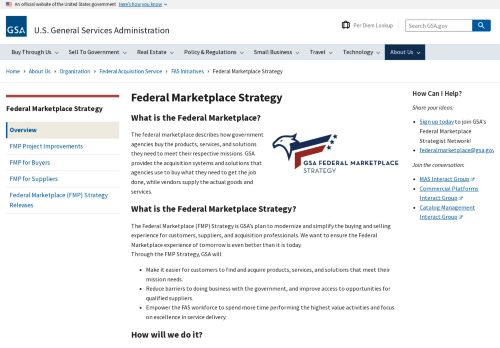 An official website of the United States government Here's how you know
GSA
U.S. General Services Administration
Per Diem Lookup
Search GSA.gov
Buy Through Us
Sell To Government
Real Estate
Policy & Regulations
Small Business
Travel
Technology
About Us
Home › About Us › Organization › Federal Acquisition Service › FAS Initiatives › Federal Marketplace Strategy
Federal Marketplace Strategy
Overview
FMP Project Improvements
FMP for Buyers
FMP for Suppliers
Federal Marketplace (FMP) Strategy
Releases
Federal Marketplace Strategy
What is the Federal Marketplace?
The federal marketplace describes how government
agencies buy the products, services, and solutions
they need to meet their respective missions. GSA
provides the acquisition systems and solutions that
agencies use to buy what they need to get the job
done, while vendors supply the actual goods and
services.
GSA FEDERAL MARKETPLACE
STRATEGY
What is the Federal Marketplace Strategy?
The Federal Marketplace (FMP) Strategy is GSA's plan to modernize and simplify the buying and selling
experience for customers, suppliers, and acquisition professionals. We want to ensure the Federal
Marketplace experience of tomorrow is even better than it is today.
Through the FMP Strategy, GSA will:
• Make it easier for customers to find and acquire products, services, and solutions that meet their
mission needs.
• Reduce barriers to doing business with the government, and improve access to opportunities for
qualified suppliers.
• Empower the FAS workforce to spend more time performing the highest value activities and focus
on excellence in service delivery.
How will we do it?
How Can I Help?
Share your ideas:
• Sign up today to join GSA's
Federal Marketplace
Strategist Network!
• federalmarketplace@gsa.gov
Join the conversation:
• MAS Interact Group
• Commercial Platforms
Interact Group
• Catalog Management
Interact Group